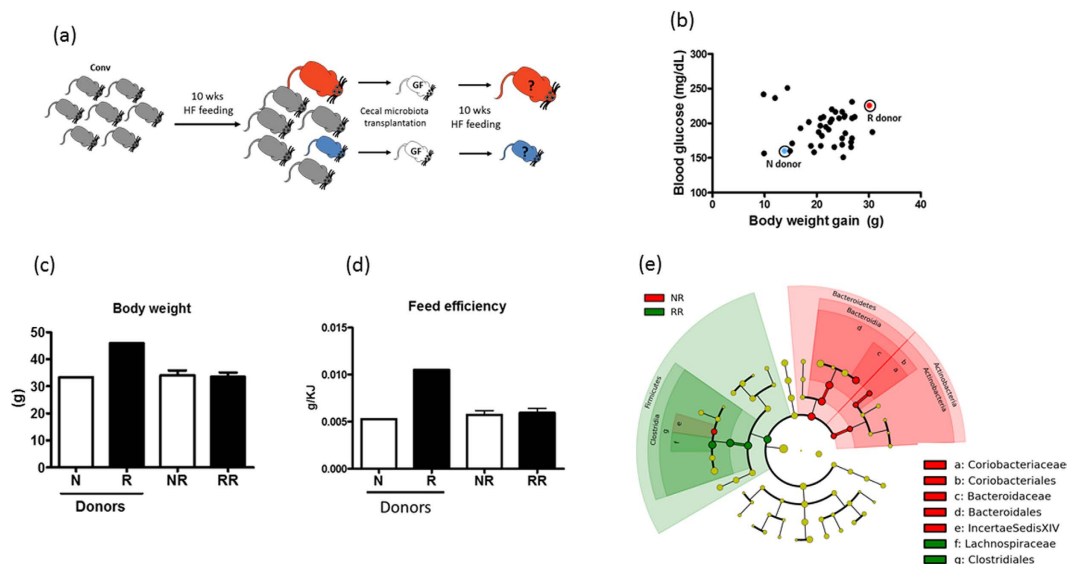 (a)
Conv
10 wks
HF feeding
GF
Cecal microbiota
transplantation
GF
10 wks
HF feeding
?
?
(b)
Blood glucose (mg/dL)
300
250
200
150
100
R donor
N donor
0
10
20
30
40
Body weight gain (g)
(c)
Body weight
(g)
50
40
30
20
10
0
N
R
NR
RR
Donors
(d)
Feed efficiency
g/KJ
0.015
0.010
0.005
0.000
N
R
NR
RR
Donors
(e)
NR
RR
Bacteroidetes
Bacteroidia
d
c
b
a
Actinobacteria
Actinobacteria
Firmicutes
Clostridia
g
f
e
a: Coriobacteriaceae
b: Coriobacteriales
c: Bacteroidaceae
d: Bacteroidales
e: IncertaeSedisXIV
f: Lachnospiraceae
g: Clostridiales